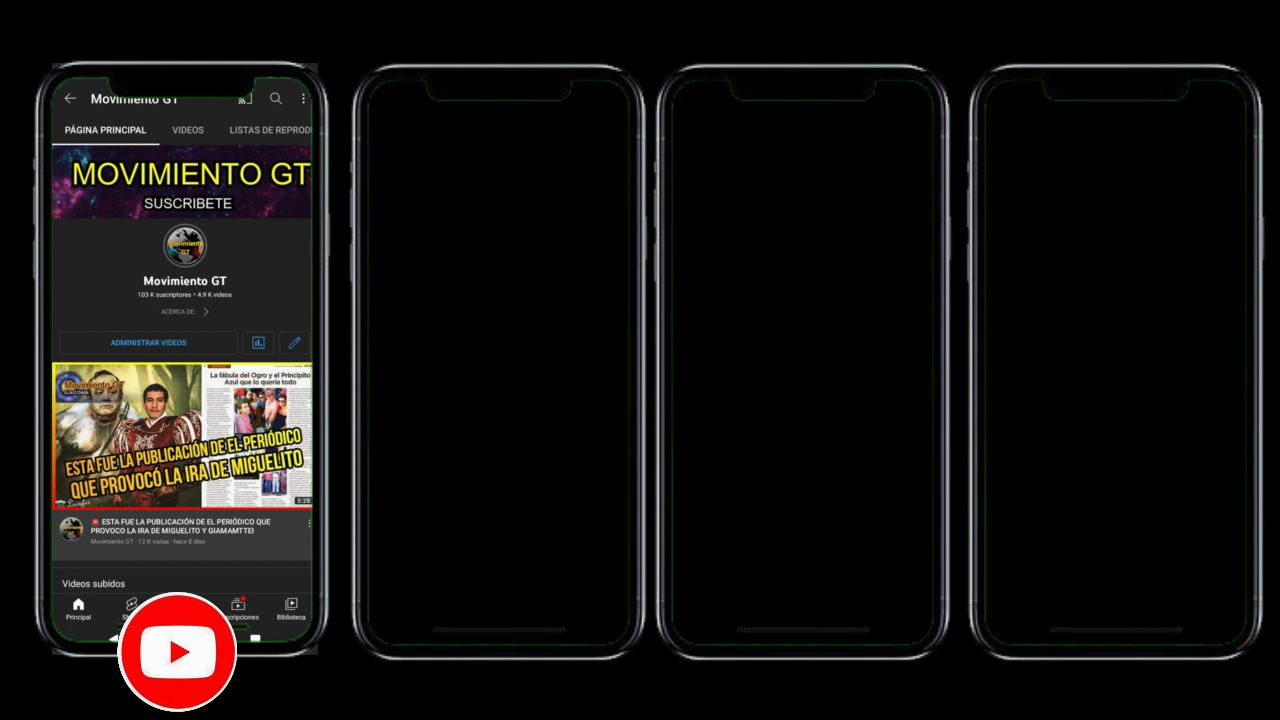 Movimiento GT
PÁGINA PRINCIPAL VIDEOS LISTAS DE REPROD
MOVIMIENTO GT
SUSCRIBETE
Movimiento
GT
Movimiento GT
103 K suscriptores • 4.9 K videos
ACERCA DE:
ADMINISTRAR VIDEOS
Movimiento GT
La fábula del Ogro y el Principito
Azul que lo quería todo
ESTA FUE LA PUBLICACIÓN DE EL PERIÓDICO
QUE PROVOCÓ LA IRA DE MIGUELITO
5:28
ESTA FUE LA PUBLICACIÓN DE EL PERIÓDICO QUE
PROVOCO LA IRA DE MIGUELITO Y GIAMAMTTEI
Movimiento GT · 12 K vistas · hace 8 días
Videos subidos
Principal scripciones Biblioteca